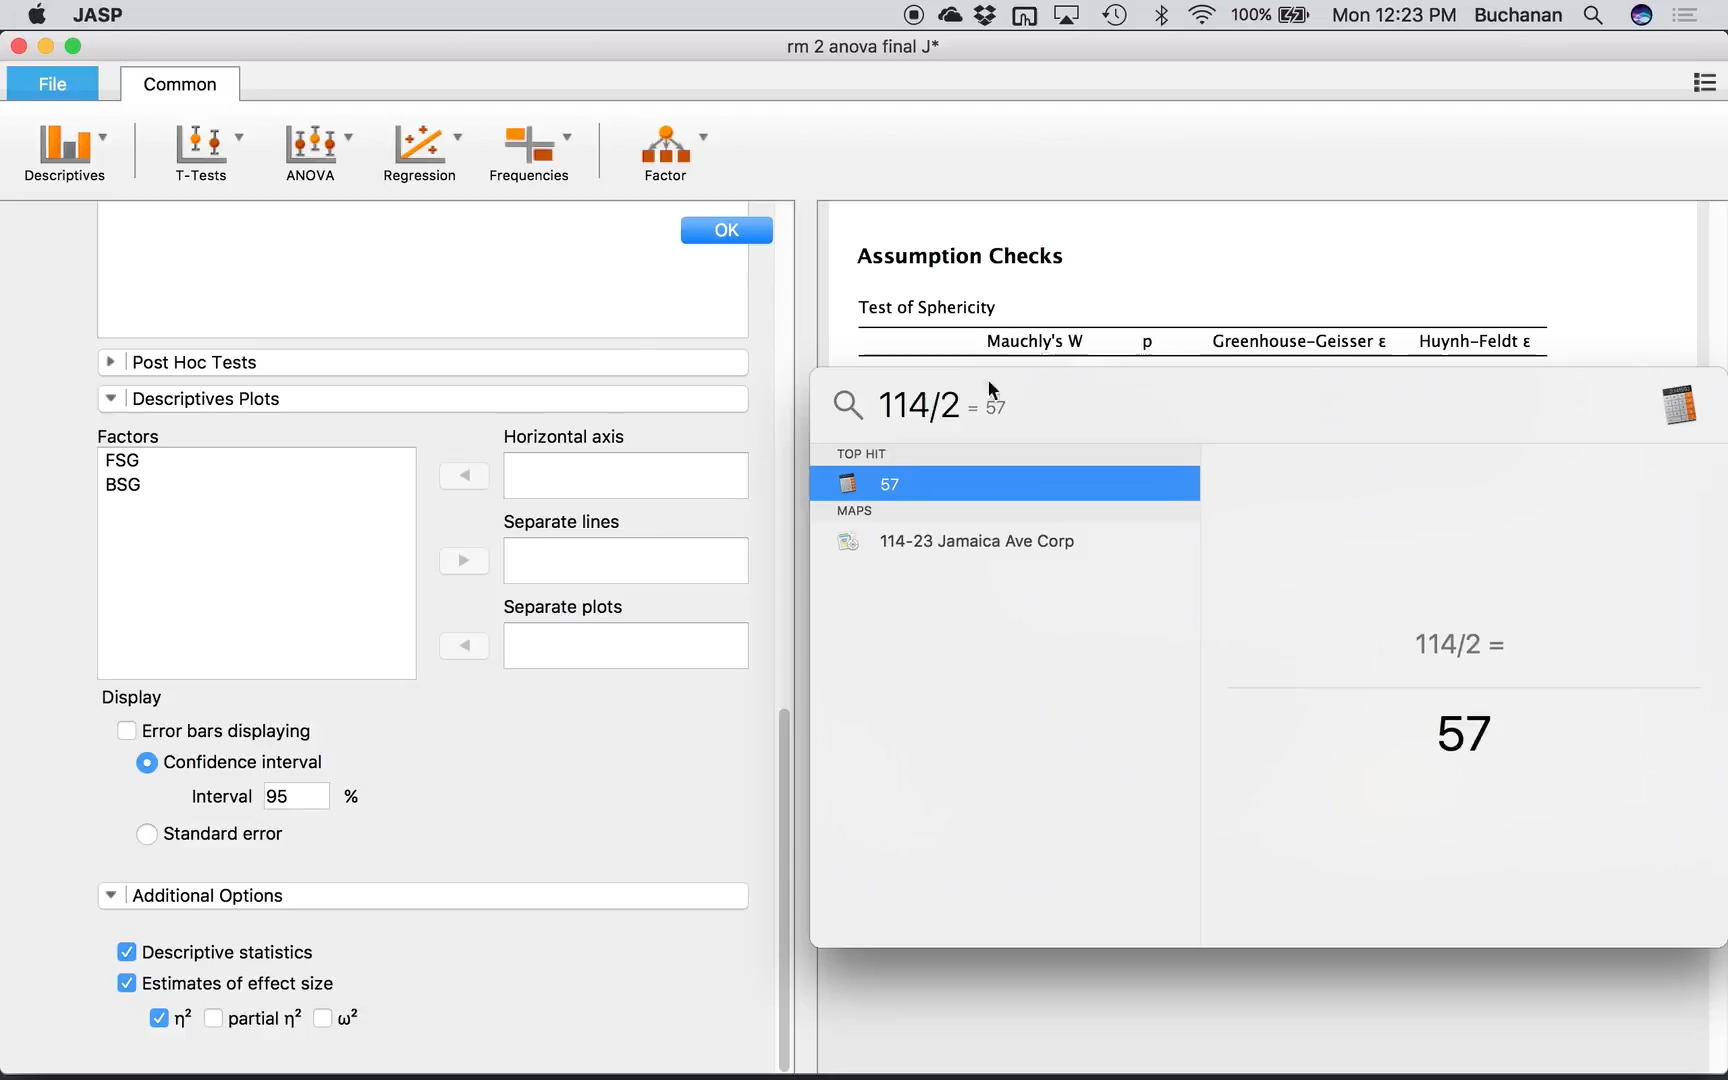 JASP 100% Mon 12:23 PM Buchanan
rm 2 anova final J*
File Common
Descriptives T-Tests ANOVA Regression Frequencies Factor
OK
Post Hoc Tests
Descriptives Plots
Factors
FSG
BSG
Horizontal axis
Separate lines
Separate plots
Display
Error bars displaying
Confidence interval
Interval 95 %
Standard error
Additional Options
Descriptive statistics
Estimates of effect size
η² partial η² ω²
Assumption Checks
Test of Sphericity
Mauchly's W p Greenhouse-Geisser ε Huynh-Feldt ε
114/2 = 57
TOP HIT
57
MAPS
114-23 Jamaica Ave Corp
114/2 =
57